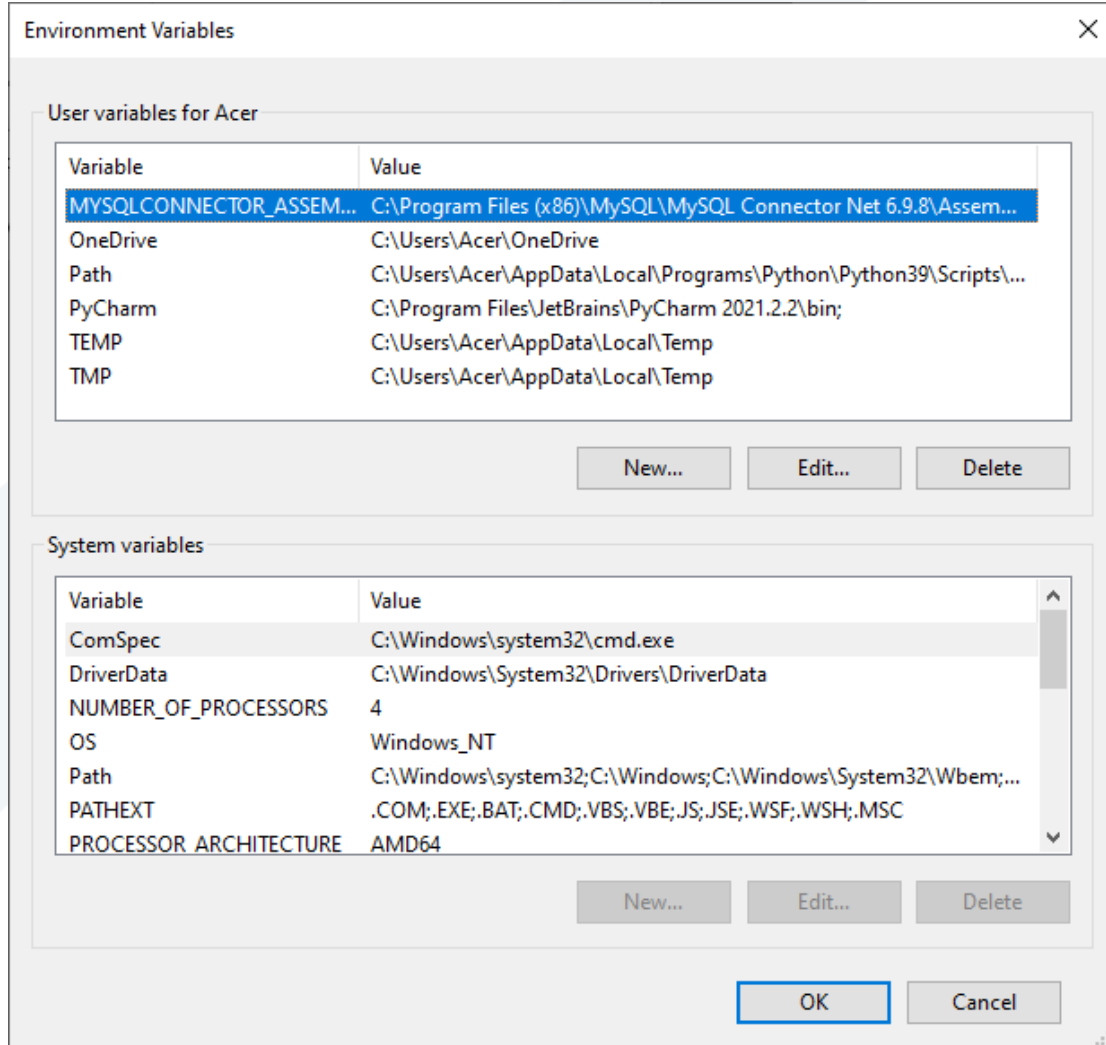 Environment Variables
User variables for Acer
Variable Value
MYSQLCONNECTOR_ASSEM... C:\Program Files (x86)\MySQL\MySQL Connector Net 6.9.8\Assem...
OneDrive C:\Users\Acer\OneDrive
Path C:\Users\Acer\AppData\Local\Programs\Python\Python39\Scripts\...
PyCharm C:\Program Files\JetBrains\PyCharm 2021.2.2\bin;
TEMP C:\Users\Acer\AppData\Local\Temp
TMP C:\Users\Acer\AppData\Local\Temp
New... Edit... Delete
System variables
Variable Value
ComSpec C:\Windows\system32\cmd.exe
DriverData C:\Windows\System32\Drivers\DriverData
NUMBER_OF_PROCESSORS 4
OS Windows_NT
Path C:\Windows\system32;C:\Windows;C:\Windows\System32\Wbem;...
PATHEXT .COM;.EXE;.BAT;.CMD;.VBS;.VBE;.JS;.JSE;.WSF;.WSH;.MSC
PROCESSOR_ARCHITECTURE AMD64
New... Edit... Delete
OK Cancel